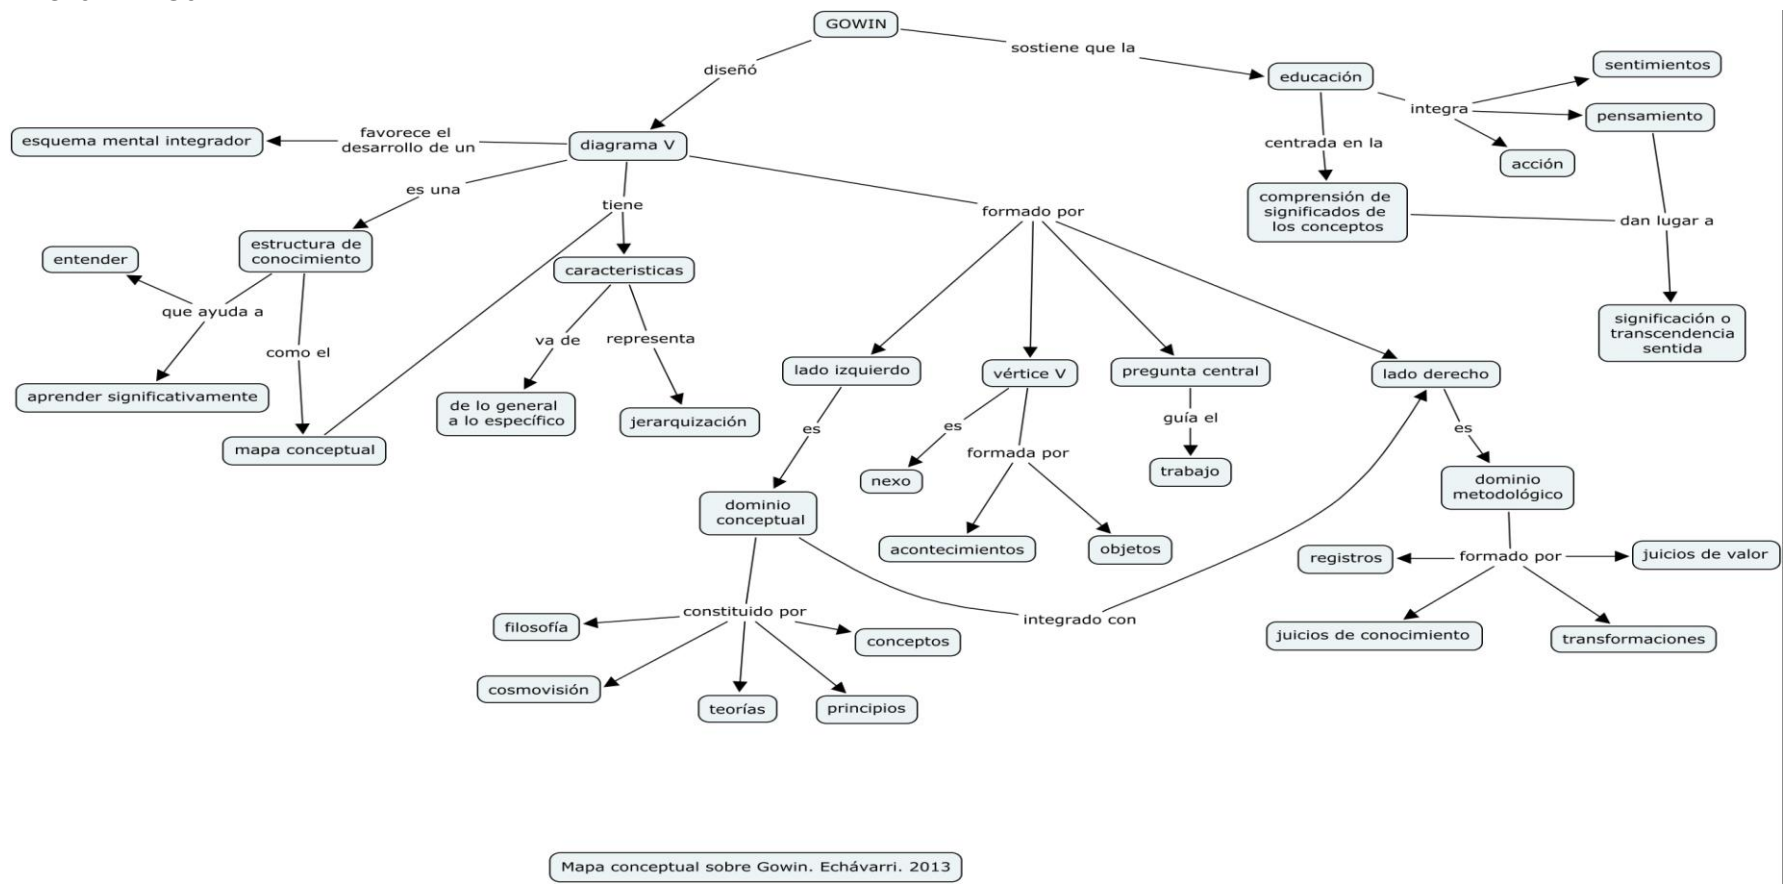 GOWIN
sostiene que la
sentimientos
diseñó
educación
integra
pensamiento
esquema mental integrador
favorece el
desarrollo de un
diagrama V
centrada en la
acción
es una
tiene
formado por
comprensión de
significados de
los conceptos
dan lugar a
entender
estructura de
conocimiento
caracteristicas
que ayuda a
como el
va de
representa
significación o
transcendencia
sentida
aprender significativamente
de lo general
a lo específico
jerarquización
lado izquierdo
vértice V
pregunta central
lado derecho
mapa conceptual
es
es
formada por
guía el
es
nexo
trabajo
dominio
metodológico
dominio
conceptual
acontecimientos
objetos
registros
formado por
juicios de valor
constituido por
integrado con
filosofía
conceptos
juicios de conocimiento
transformaciones
cosmovisión
teorías
principios
Mapa conceptual sobre Gowin. Echávarri. 2013